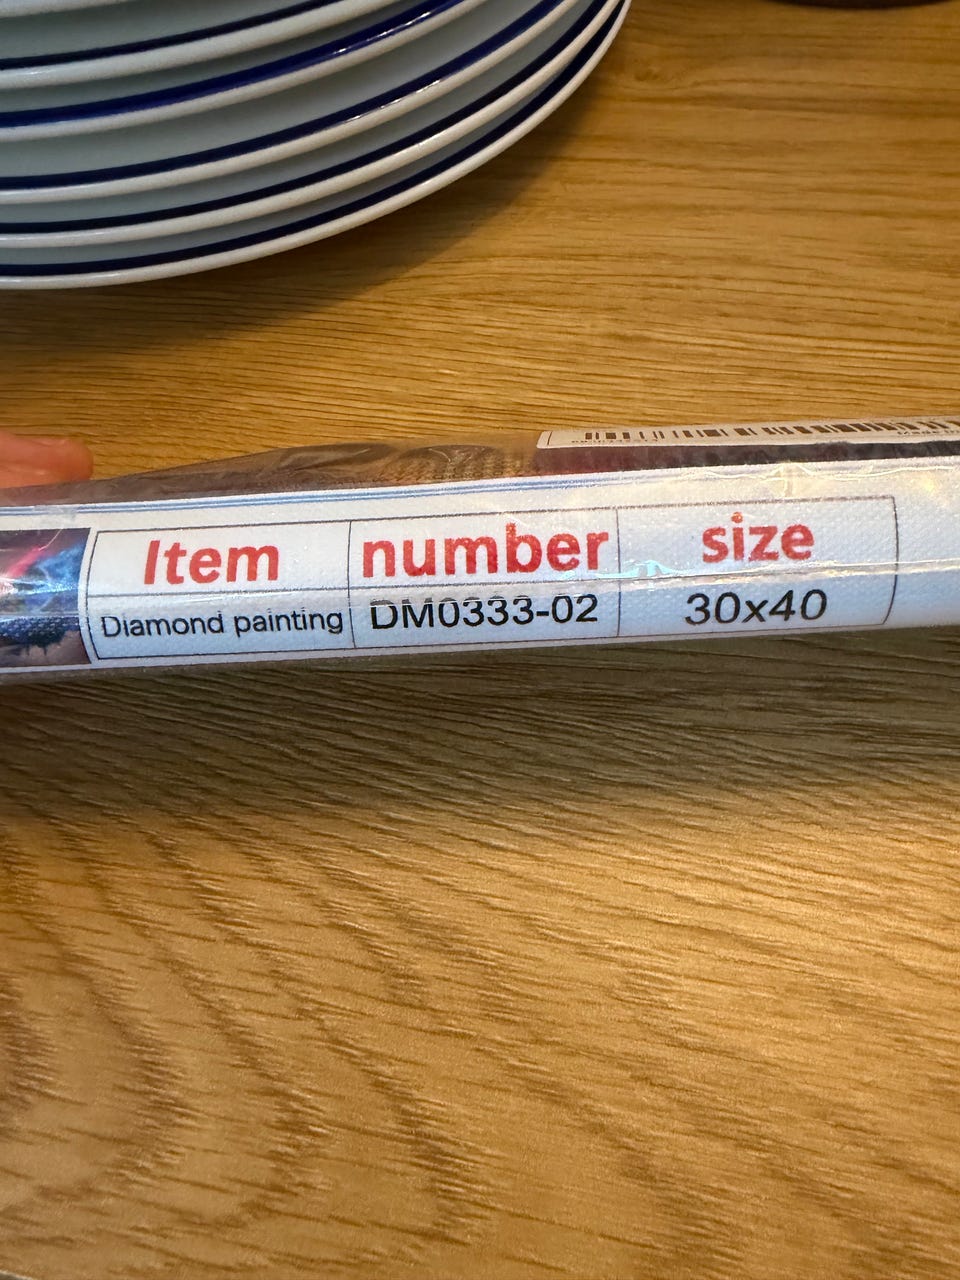 Item number size
Diamond painting DM0333-02 30x40